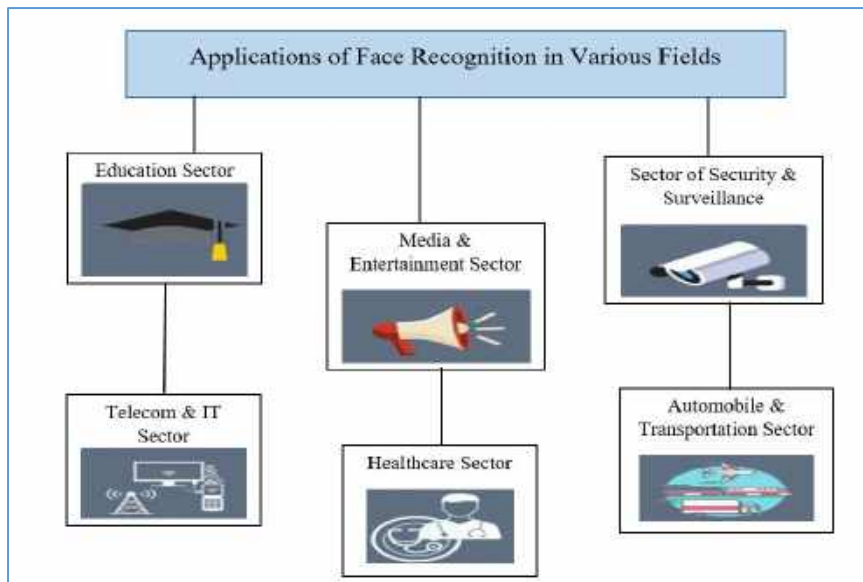 Applications of Face Recognition in Various Fields
Education Sector
Media &
Entertainment Sector
Sector of Security &
Surveillance
Telecom & IT
Sector
Healthcare Sector
Automobile &
Transportation Sector